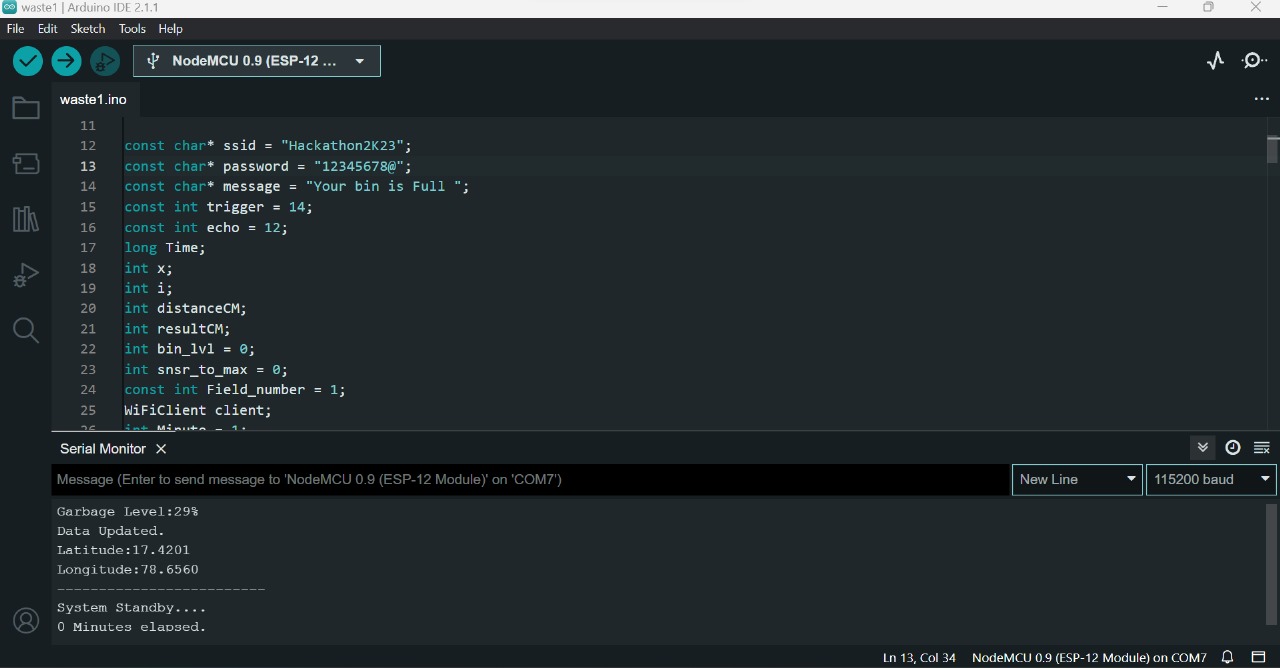 waste1 | Arduino IDE 2.1.1
File Edit Sketch Tools Help
NodeMCU 0.9 (ESP-12 ...
waste1.ino
11
12 const char* ssid = "Hackathon2K23";
13 const char* password = "12345678@";
14 const char* message = "Your bin is Full ";
15 const int trigger = 14;
16 const int echo = 12;
17 long Time;
18 int x;
19 int i;
20 int distanceCM;
21 int resultCM;
22 int bin_lvl = 0;
23 int snsr_to_max = 0;
24 const int Field_number = 1;
25 WiFiClient client;
26 int Minute = 1;
Serial Monitor
Message (Enter to send message to 'NodeMCU 0.9 (ESP-12 Module)' on 'COM7') New Line 115200 baud
Garbage Level:29%
Data Updated.
Latitude:17.4201
Longitude:78.6560
-------------------------
System Standby....
0 Minutes elapsed.
Ln 13, Col 34 NodeMCU 0.9 (ESP-12 Module) on COM7